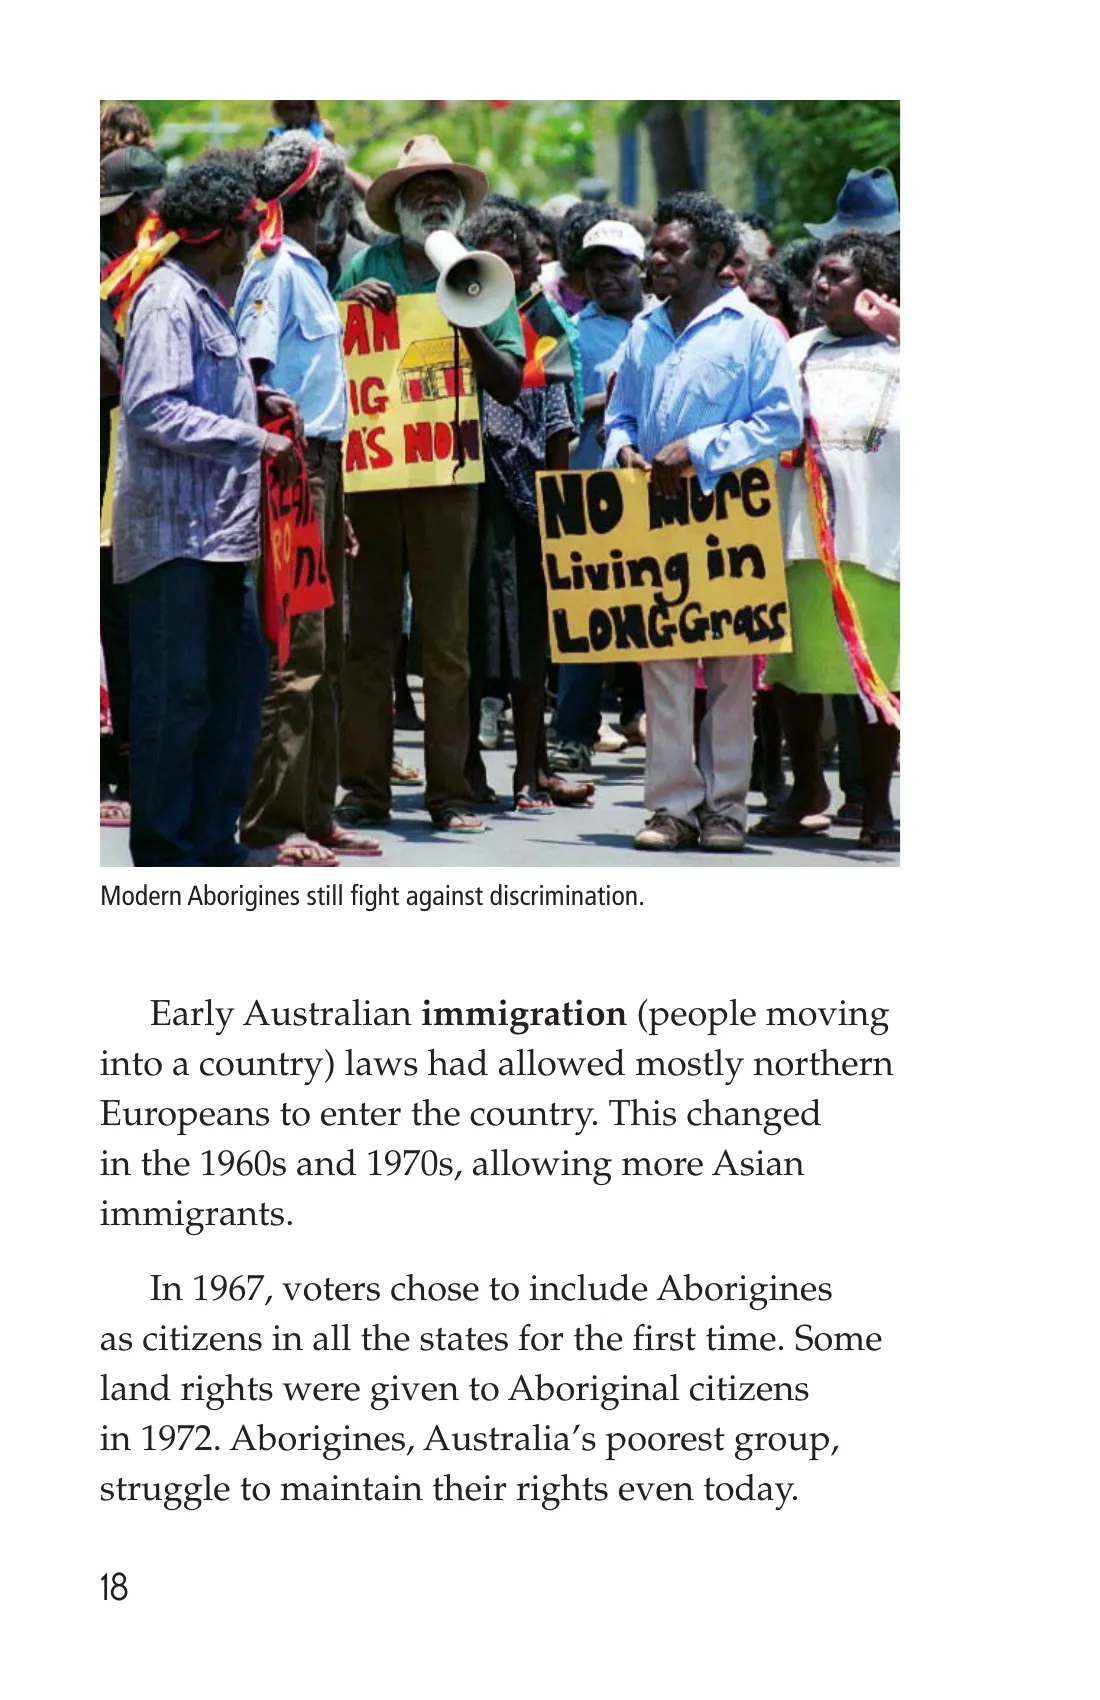 AN
IG
A'S NOW
NO More
Living in
LONG Grass
Modern Aborigines still fight against discrimination.
Early Australian immigration (people moving
into a country) laws had allowed mostly northern
Europeans to enter the country. This changed
in the 1960s and 1970s, allowing more Asian
immigrants.
In 1967, voters chose to include Aborigines
as citizens in all the states for the first time. Some
land rights were given to Aboriginal citizens
in 1972. Aborigines, Australia’s poorest group,
struggle to maintain their rights even today.
18